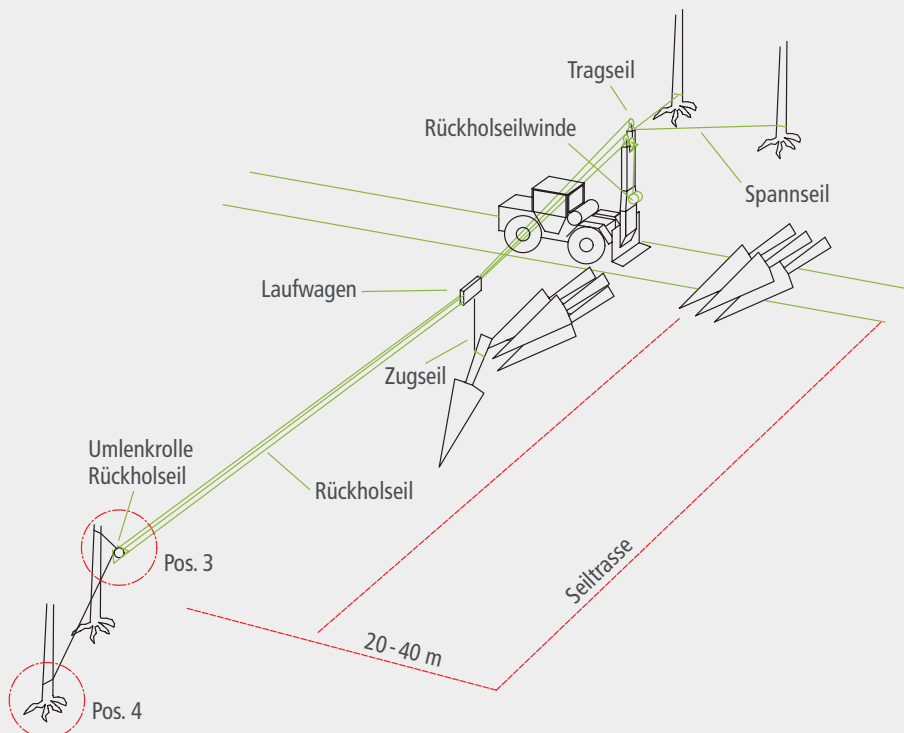 Tragseil
Rückholseilwinde
Spannseil
Laufwagen
Zugseil
Umlenkrolle
Rückholseil
Rückholseil
Pos. 3
Seiltrasse
20 - 40 m
Pos. 4